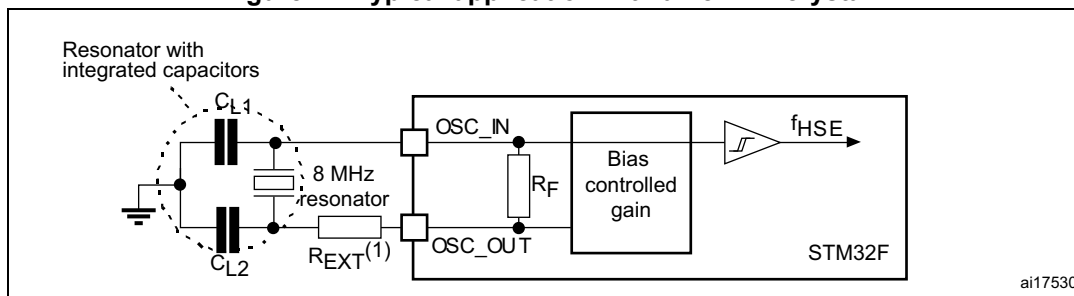 Resonator with
integrated capacitors
CL1
OSC_IN
fHSE
8 MHz
resonator
RF
Bias
controlled
gain
REXT(1)
OSC_OUT
STM32F
CL2
ai17530